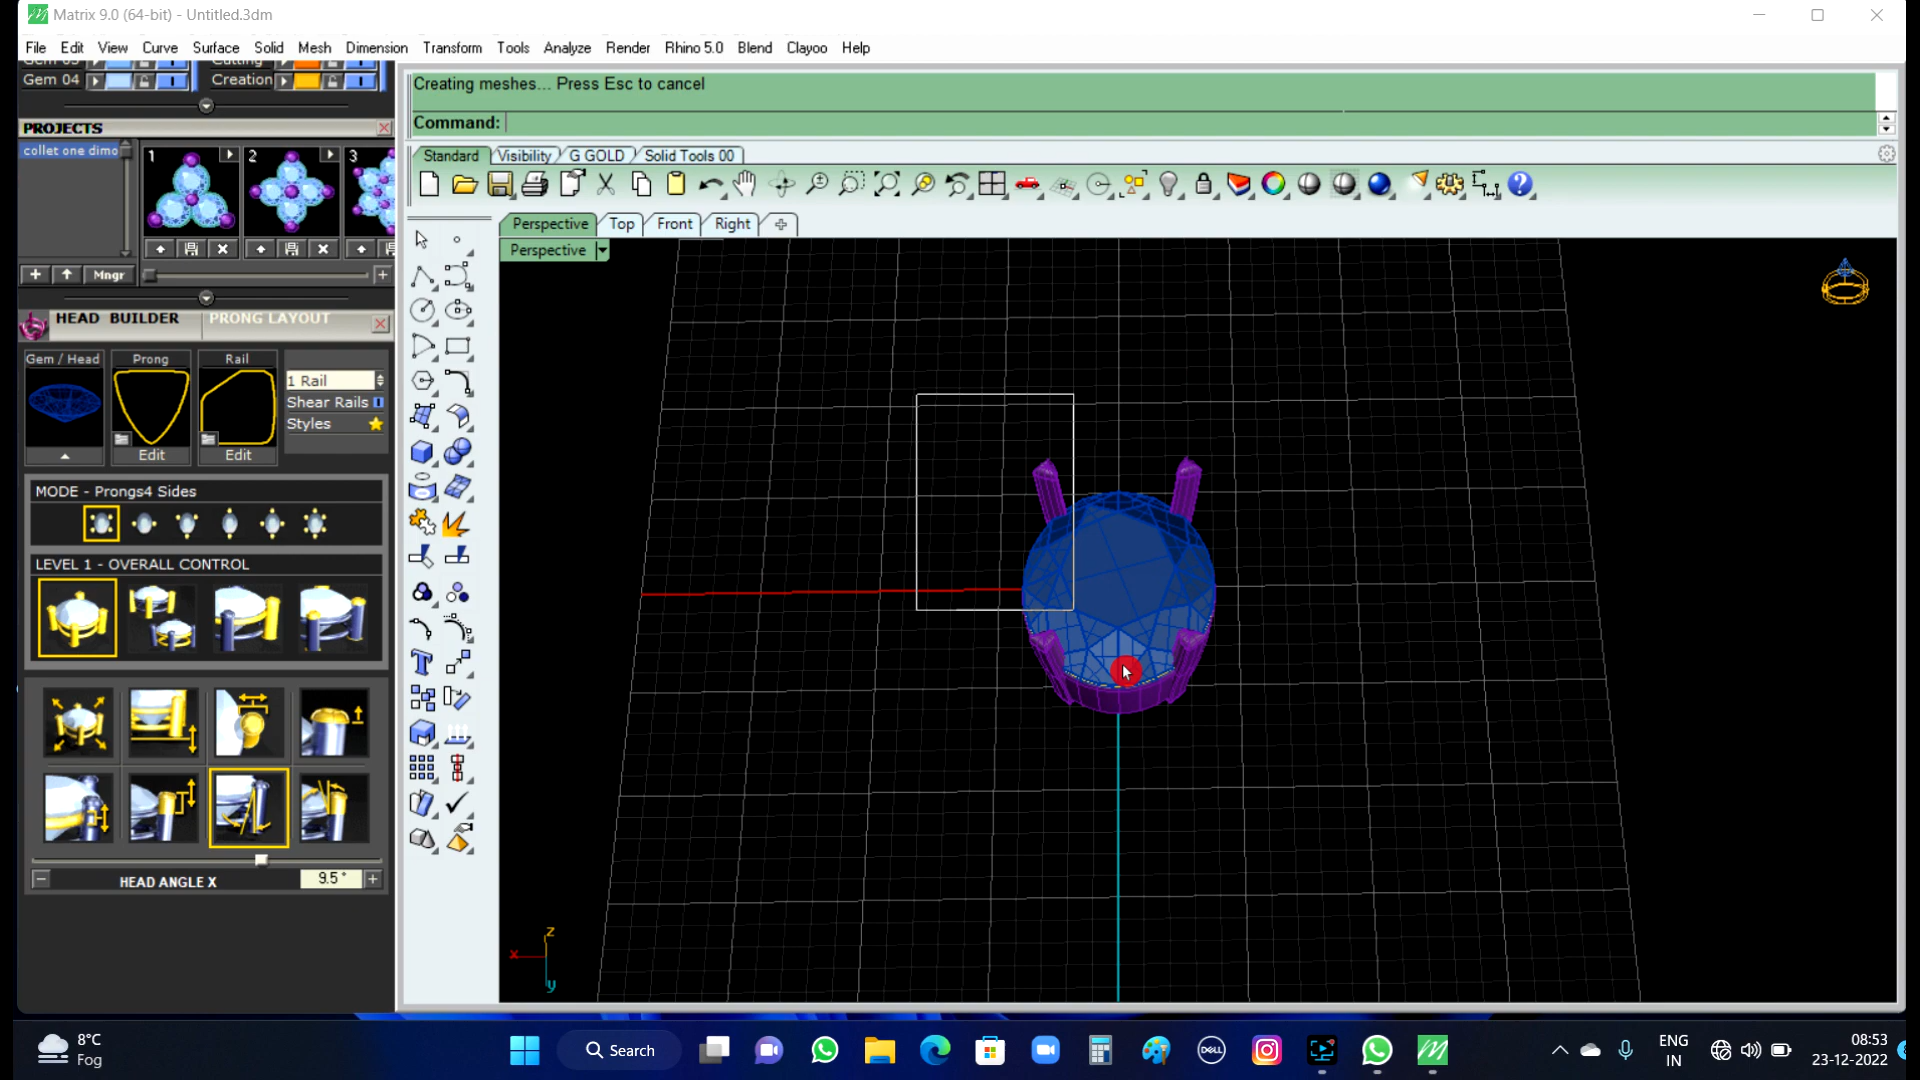 Matrix 9.0 (64-bit) - Untitled.3dm
File Edit View Curve Surface Solid Mesh Dimension Transform Tools Analyze Render Rhino 5.0 Blend Clayoo Help
Gem 03 Cutting
Gem 04 Creation
Creating meshes... Press Esc to cancel
Command:
PROJECTS
collet one dimo
1 2 3
Mngr
Standard Visibility G GOLD Solid Tools 00
Perspective Top Front Right
Perspective
HEAD BUILDER PRONG LAYOUT
Gem / Head Prong Rail
1 Rail
Shear Rails
Styles
Edit Edit
MODE - Prongs4 Sides
LEVEL 1 - OVERALL CONTROL
HEAD ANGLE X 9.5 °
z
x
y
8°C
Fog
Search
DELL
ENG
IN
08:53
23-12-2022